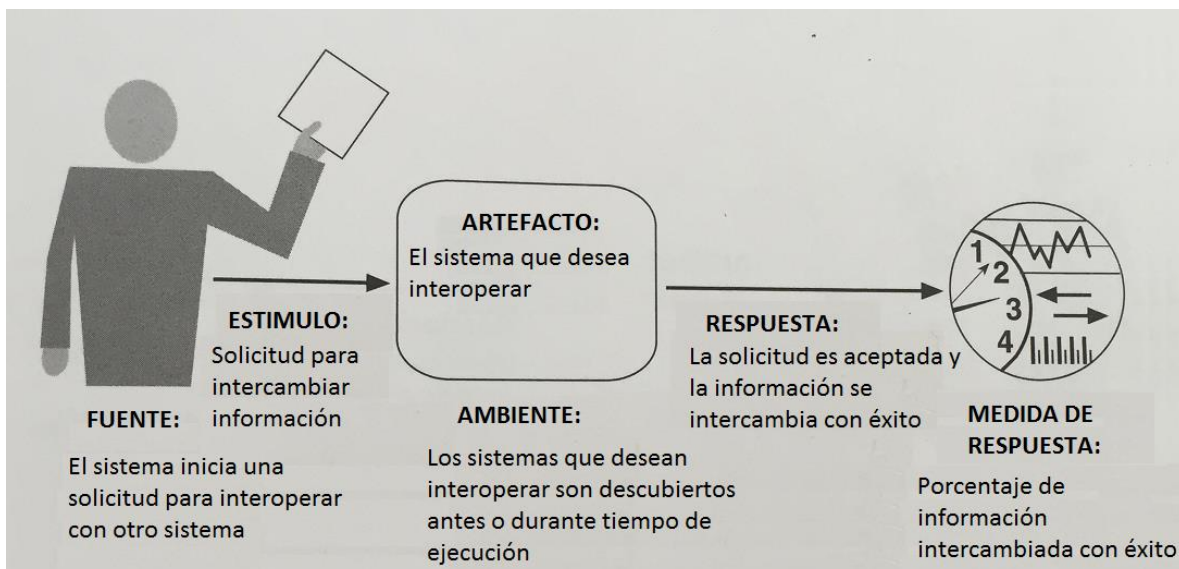 FUENTE:
El sistema inicia una
solicitud para interoperar
con otro sistema
ESTIMULO:
Solicitud para
intercambiar
información
ARTEFACTO:
El sistema que desea
interoperar
AMBIENTE:
Los sistemas que desean
interoperar son descubiertos
antes o durante tiempo de
ejecución
RESPUESTA:
La solicitud es aceptada y
la información se
intercambia con éxito
1
2
3
4
MEDIDA DE
RESPUESTA:
Porcentaje de
información
intercambiada con éxito